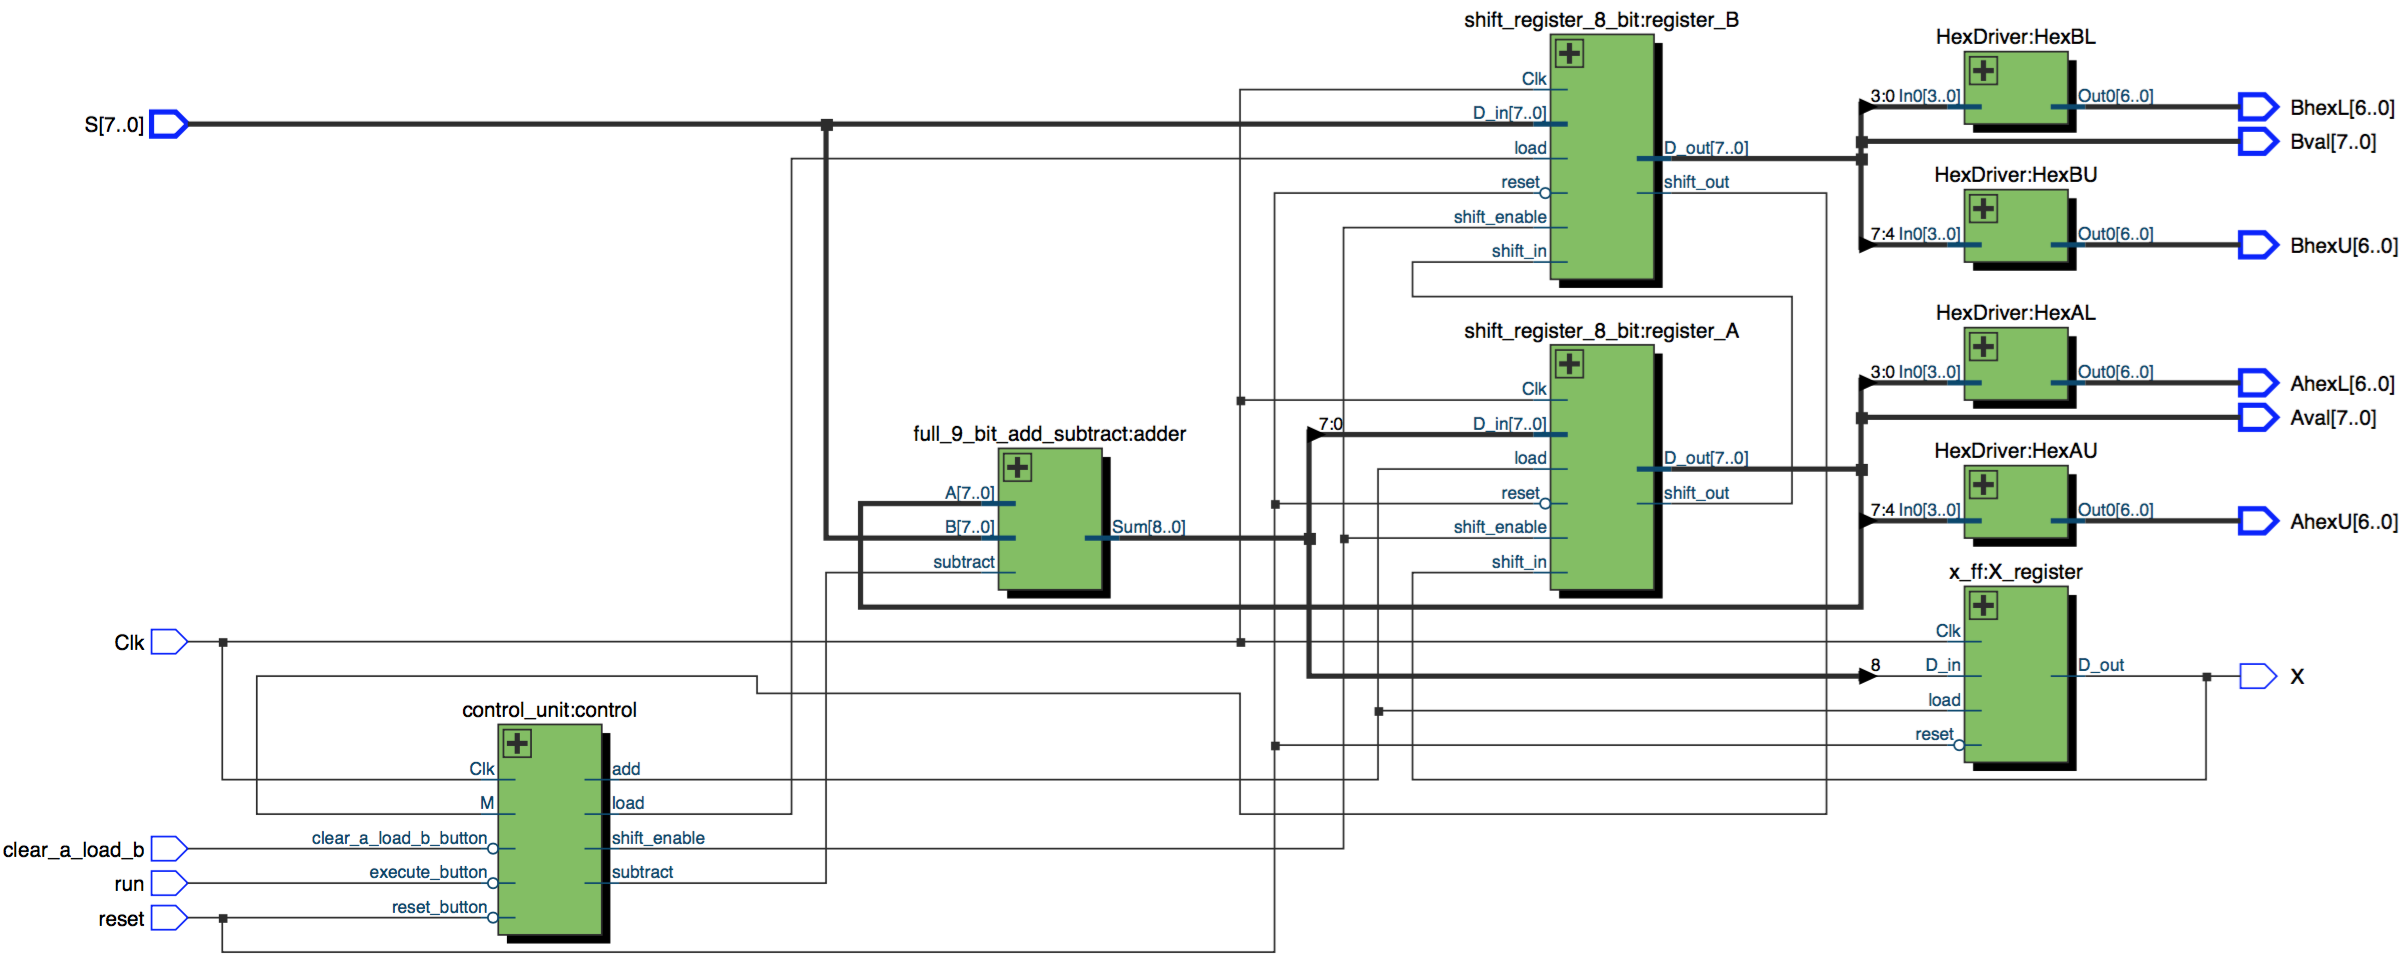 shift_register_8_bit:register_B
Clk
D_in[7..0]
load
reset
shift_enable
shift_in
D_out[7..0]
shift_out
HexDriver:HexBL
3:0 In0[3..0]
Out0[6..0]
BhexL[6..0]
Bval[7..0]
HexDriver:HexBU
7:4 In0[3..0]
Out0[6..0]
BhexU[6..0]
S[7..0]
shift_register_8_bit:register_A
Clk
7:0
D_in[7..0]
load
reset
shift_enable
shift_in
D_out[7..0]
shift_out
HexDriver:HexAL
3:0 In0[3..0]
Out0[6..0]
AhexL[6..0]
Aval[7..0]
HexDriver:HexAU
7:4 In0[3..0]
Out0[6..0]
AhexU[6..0]
full_9_bit_add_subtract:adder
A[7..0]
B[7..0]
subtract
Sum[8..0]
x_ff:X_register
Clk
8
D_in
load
reset
D_out
X
Clk
control_unit:control
Clk
M
clear_a_load_b_button
execute_button
reset_button
add
load
shift_enable
subtract
clear_a_load_b
run
reset